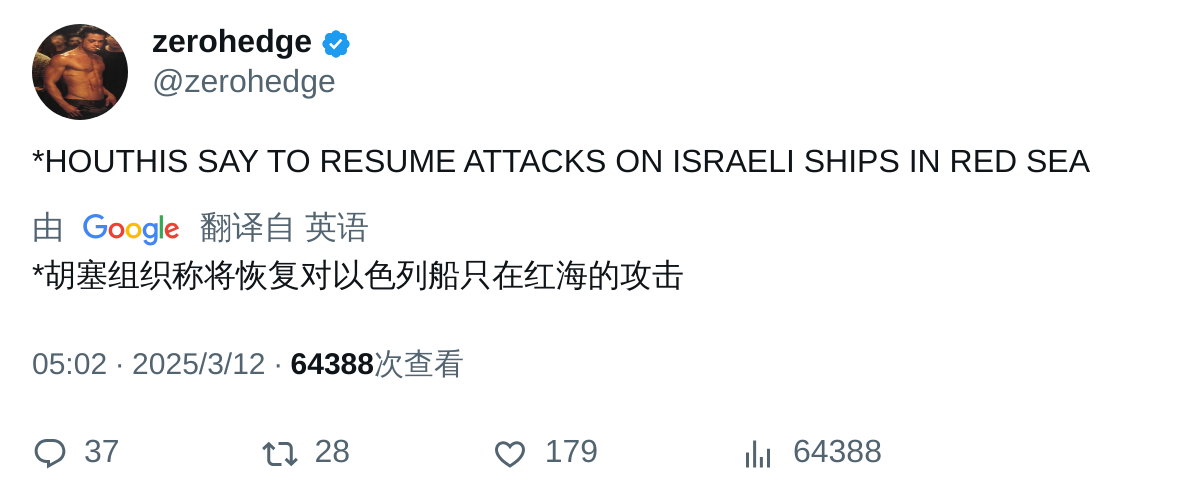 zerohedge
@zerohedge
*HOUTHIS SAY TO RESUME ATTACKS ON ISRAELI SHIPS IN RED SEA
由 Google 翻译自 英语
*胡塞组织称将恢复对以色列船只在红海的攻击
05:02 · 2025/3/12 · 64388次查看
37 28 179 64388